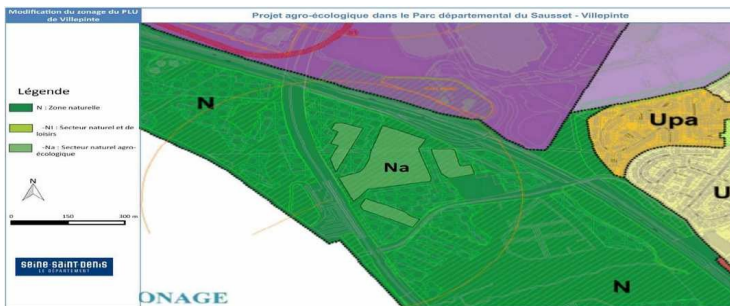 Modification du zonage du PLU
de Villepinte
Projet agro-écologique dans le Parc départemental du Sausset - Villepinte
Légende
N : Zone naturelle
-Nl : Secteur naturel et de
loisirs
-Na : Secteur naturel agro-
écologique
N
0 150 300 m
seine-saint-denis
LE DÉPARTEMENT
N
Na
Upa
U
N
ONAGE